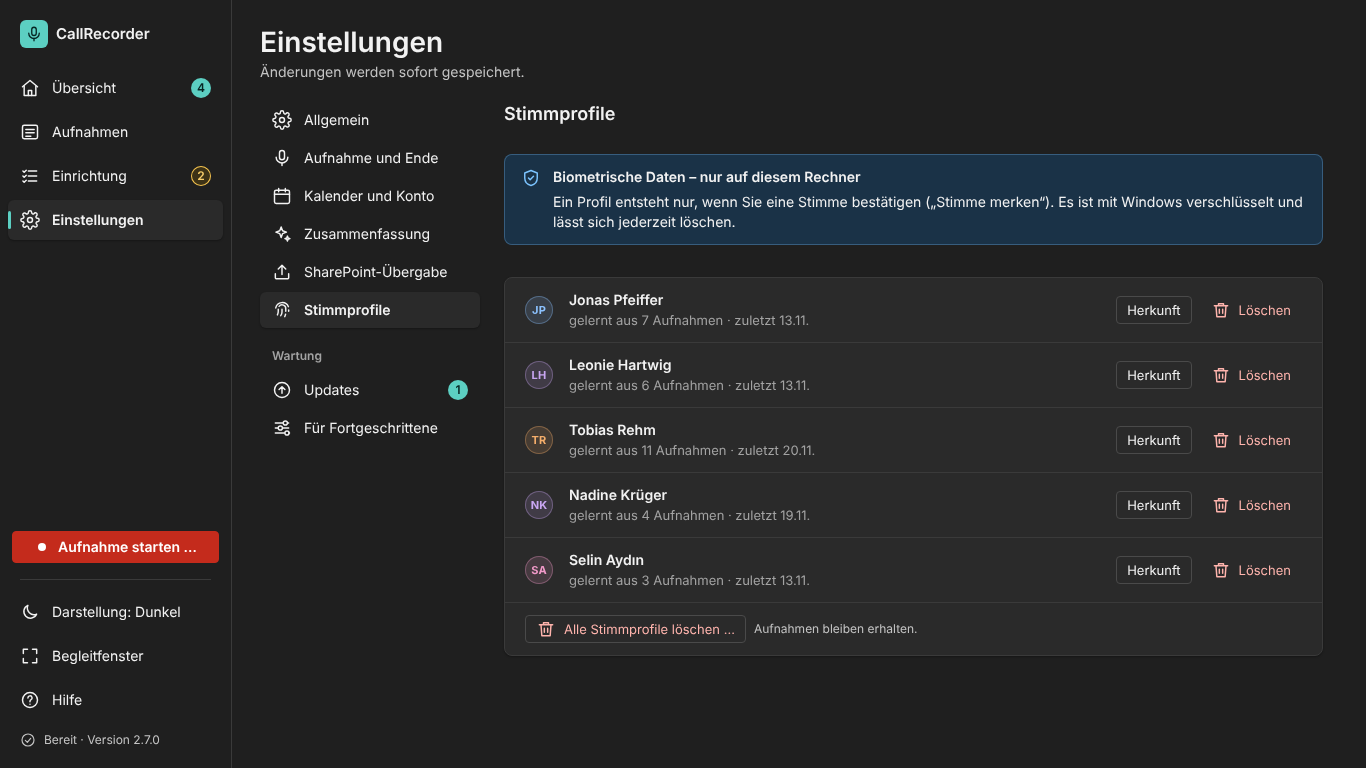 CallRecorder
Übersicht
4
Aufnahmen
Einrichtung
2
Einstellungen
Aufnahme starten ...
Darstellung: Dunkel
Begleitfenster
Hilfe
Bereit · Version 2.7.0
Einstellungen
Änderungen werden sofort gespeichert.
Allgemein
Aufnahme und Ende
Kalender und Konto
Zusammenfassung
SharePoint-Übergabe
Stimmprofile
Wartung
Updates
1
Für Fortgeschrittene
Stimmprofile
Biometrische Daten – nur auf diesem Rechner
Ein Profil entsteht nur, wenn Sie eine Stimme bestätigen („Stimme merken“). Es ist mit Windows verschlüsselt und
lässt sich jederzeit löschen.
JP
Jonas Pfeiffer
gelernt aus 7 Aufnahmen · zuletzt 13.11.
Herkunft
Löschen
LH
Leonie Hartwig
gelernt aus 6 Aufnahmen · zuletzt 13.11.
Herkunft
Löschen
TR
Tobias Rehm
gelernt aus 11 Aufnahmen · zuletzt 20.11.
Herkunft
Löschen
NK
Nadine Krüger
gelernt aus 4 Aufnahmen · zuletzt 19.11.
Herkunft
Löschen
SA
Selin Aydın
gelernt aus 3 Aufnahmen · zuletzt 13.11.
Herkunft
Löschen
Alle Stimmprofile löschen ...
Aufnahmen bleiben erhalten.